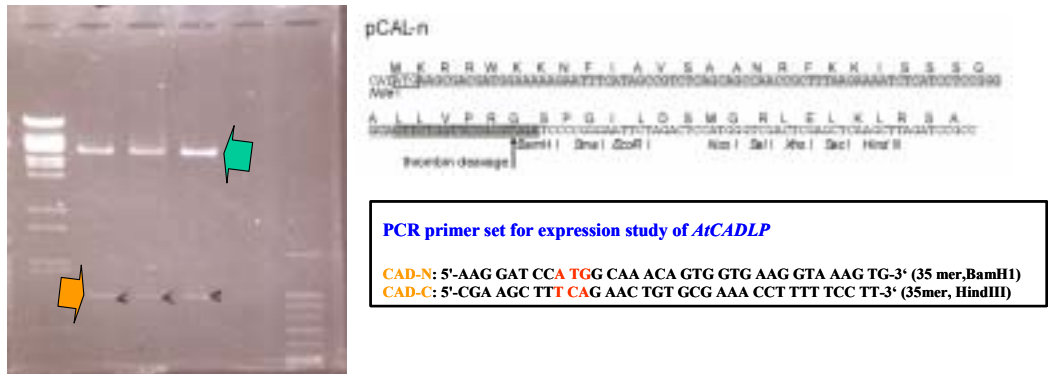 pCAL-n
M K R R W K K N F I A V S A A N R F K K I S S S G
A L L V P R G S P G I L D S M G R L E L K L R S A
BamH I Sma I EcoR I Nco I Sal I Xho I Sac I Hind III
thrombin cleavage
PCR primer set for expression study of AtCADLP
CAD-N: 5'-AAG GAT CCA TGG CAA ACA GTG GTG AAG GTA AAG TG-3' (35 mer,BamH1)
CAD-C: 5'-CGA AGC TTT CAG AAC TGT GCG AAA CCT TTT TCC TT-3' (35mer, HindIII)